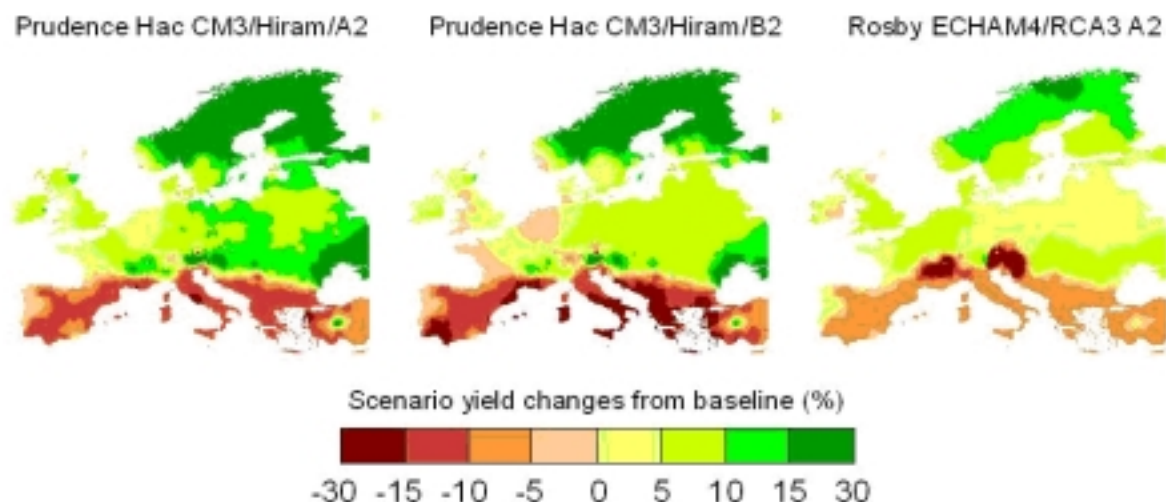 Prudence Hac CM3/Hiram/A2
Prudence Hac CM3/Hiram/B2
Rosby ECHAM4/RCA3 A2
Scenario yield changes from baseline (%)
-30 -15 -10 -5 0 5 10 15 30